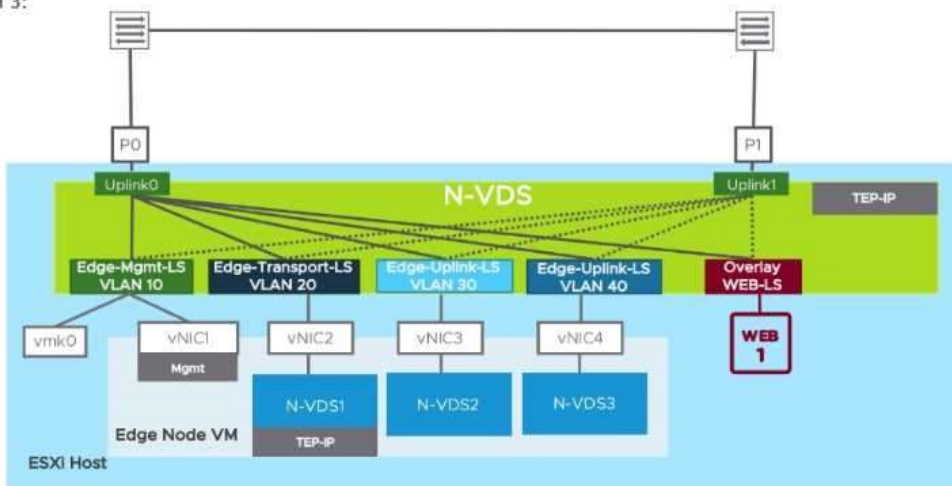 3:
P0
P1
Uplink0
N-VDS
Uplink1
TEP-IP
Edge-Mgmt-LS
VLAN 10
Edge-Transport-LS
VLAN 20
Edge-Uplink-LS
VLAN 30
Edge-Uplink-LS
VLAN 40
Overlay
WEB-LS
vmk0
vNIC1
Mgmt
vNIC2
vNIC3
vNIC4
WEB
1
N-VDS1
TEP-IP
N-VDS2
N-VDS3
Edge Node VM
ESXi Host